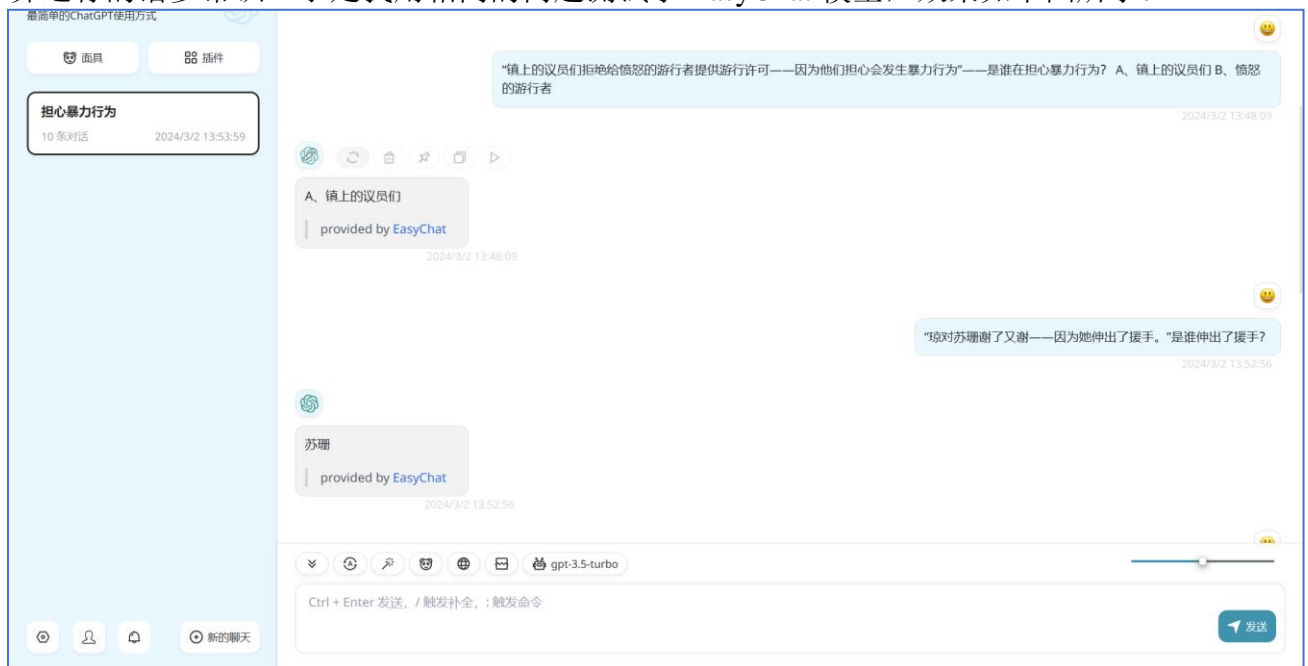 最简单的ChatGPT使用方式
面具
插件
担心暴力行为
10 条对话
2024/3/2 13:53:59
“镇上的议员们拒绝给愤怒的游行者提供游行许可——因为他们担心会发生暴力行为”——是谁在担心暴力行为？ A、镇上的议员们 B、愤怒
的游行者
2024/3/2 13:48:09
A、镇上的议员们
provided by EasyChat
2024/3/2 13:48:09
“琼对苏珊谢了又谢——因为她伸出了援手。”是谁伸出了援手？
2024/3/2 13:52:56
苏珊
provided by EasyChat
2024/3/2 13:52:56
gpt-3.5-turbo
Ctrl + Enter 发送，/ 触发补全，: 触发命令
发送
新的聊天